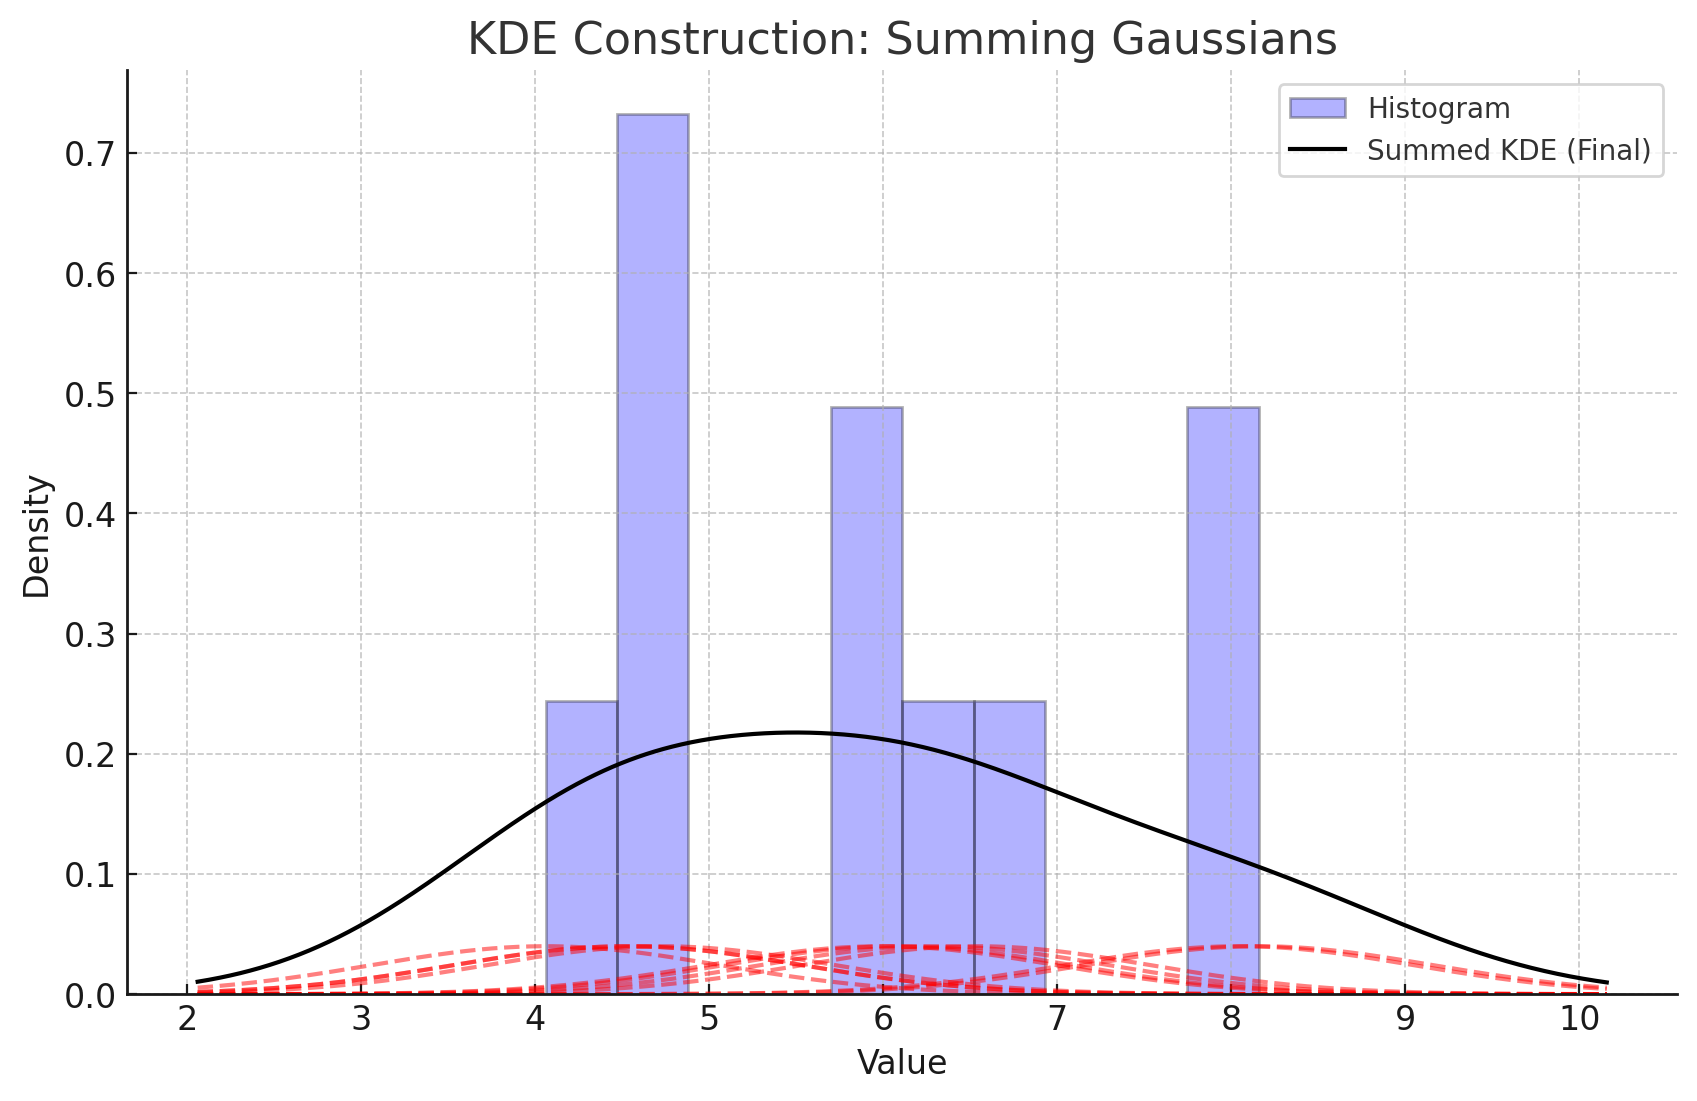 KDE Construction: Summing Gaussians
Histogram
Summed KDE (Final)
Density
0.7
0.6
0.5
0.4
0.3
0.2
0.1
0.0
2 3 4 5 6 7 8 9 10
Value